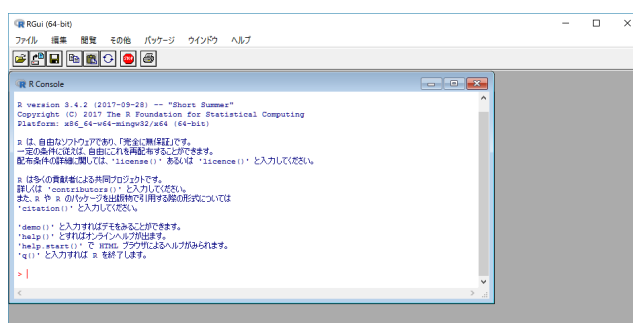 RGui (64-bit)
ファイル 編集 閲覧 その他 パッケージ ウインドウ ヘルプ
R Console
R version 3.4.2 (2017-09-28) -- "Short Summer"
Copyright (C) 2017 The R Foundation for Statistical Computing
Platform: x86_64-w64-mingw32/x64 (64-bit)
R は、自由なソフトウェアであり、「完全に無保証」です。
一定の条件に従えば、自由にこれを再配布することができます。
配布条件の詳細に関しては、'license()' あるいは 'licence()' と入力してください。
R は多くの貢献者による共同プロジェクトです。
詳しくは 'contributors()' と入力してください。
また、R や R のパッケージを出版物で引用する際の形式については
'citation()' と入力してください。
'demo()' と入力すればデモをみることができます。
'help()' とすればオンラインヘルプが出ます。
'help.start()' で HTML ブラウザによるヘルプがみられます。
'q()' と入力すれば R を終了します。
>